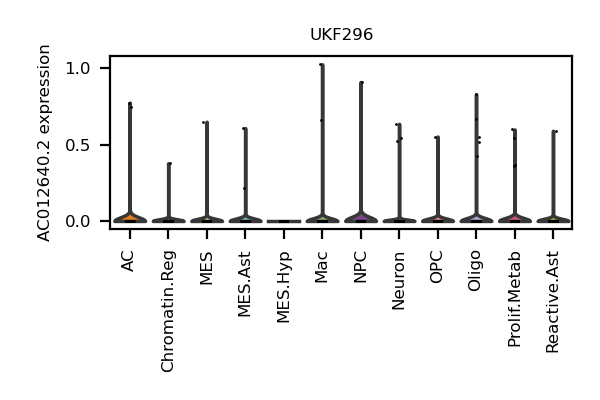 UKF296
AC012640.2 expression
1.0
0.5
0.0
AC
Chromatin.Reg
MES
MES.Ast
MES.Hyp
Mac
NPC
Neuron
OPC
Oligo
Prolif.Metab
Reactive.Ast